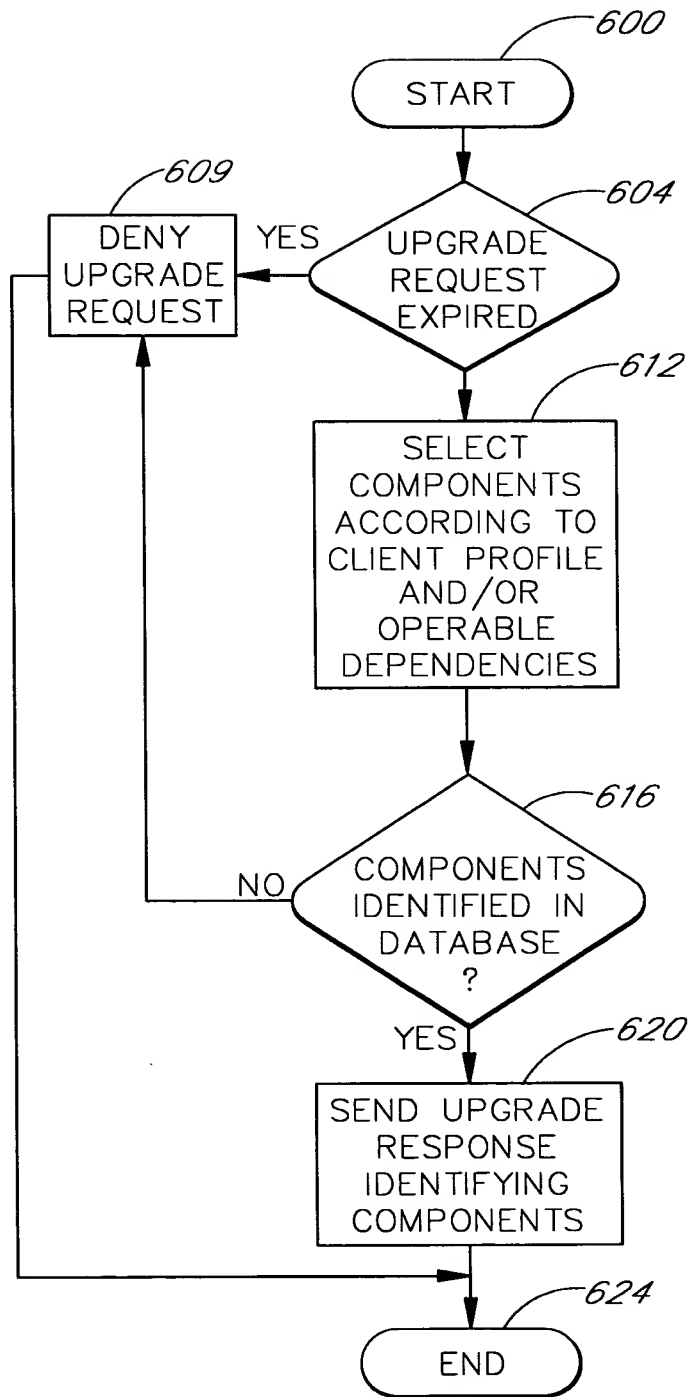 600
START
609
604
DENY
UPGRADE
REQUEST
YES
UPGRADE
REQUEST
EXPIRED
612
SELECT
COMPONENTS
ACCORDING TO
CLIENT PROFILE
AND/OR
OPERABLE
DEPENDENCIES
616
NO
COMPONENTS
IDENTIFIED IN
DATABASE
?
YES
620
SEND UPGRADE
RESPONSE
IDENTIFYING
COMPONENTS
624
END